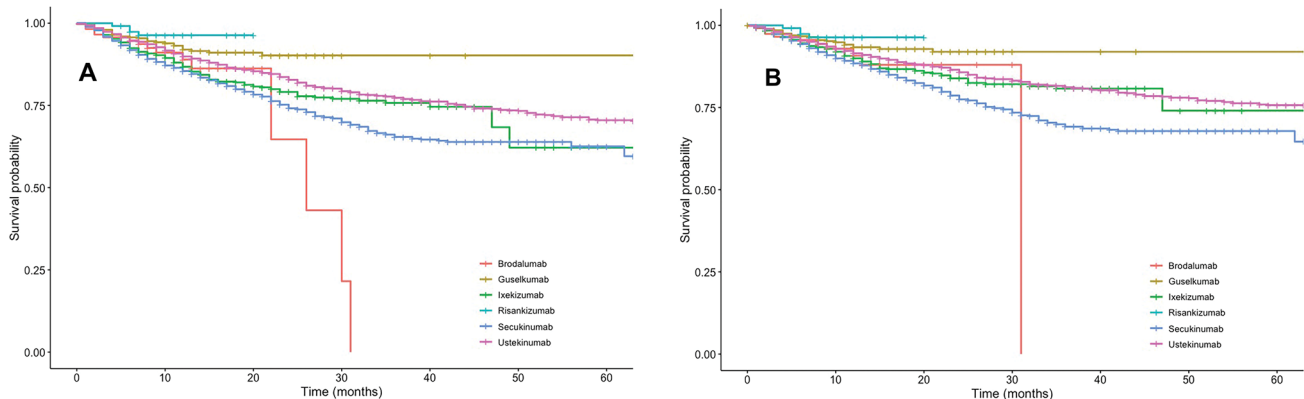 A
Survival probability
1.00
0.75
0.50
0.25
0.00
0 10 20 30 40 50 60
Time (months)
Brodalumab
Guselkumab
Ixekizumab
Risankizumab
Secukinumab
Ustekinumab
B
Survival probability
1.00
0.75
0.50
0.25
0.00
0 10 20 30 40 50 60
Time (months)
Brodalumab
Guselkumab
Ixekizumab
Risankizumab
Secukinumab
Ustekinumab